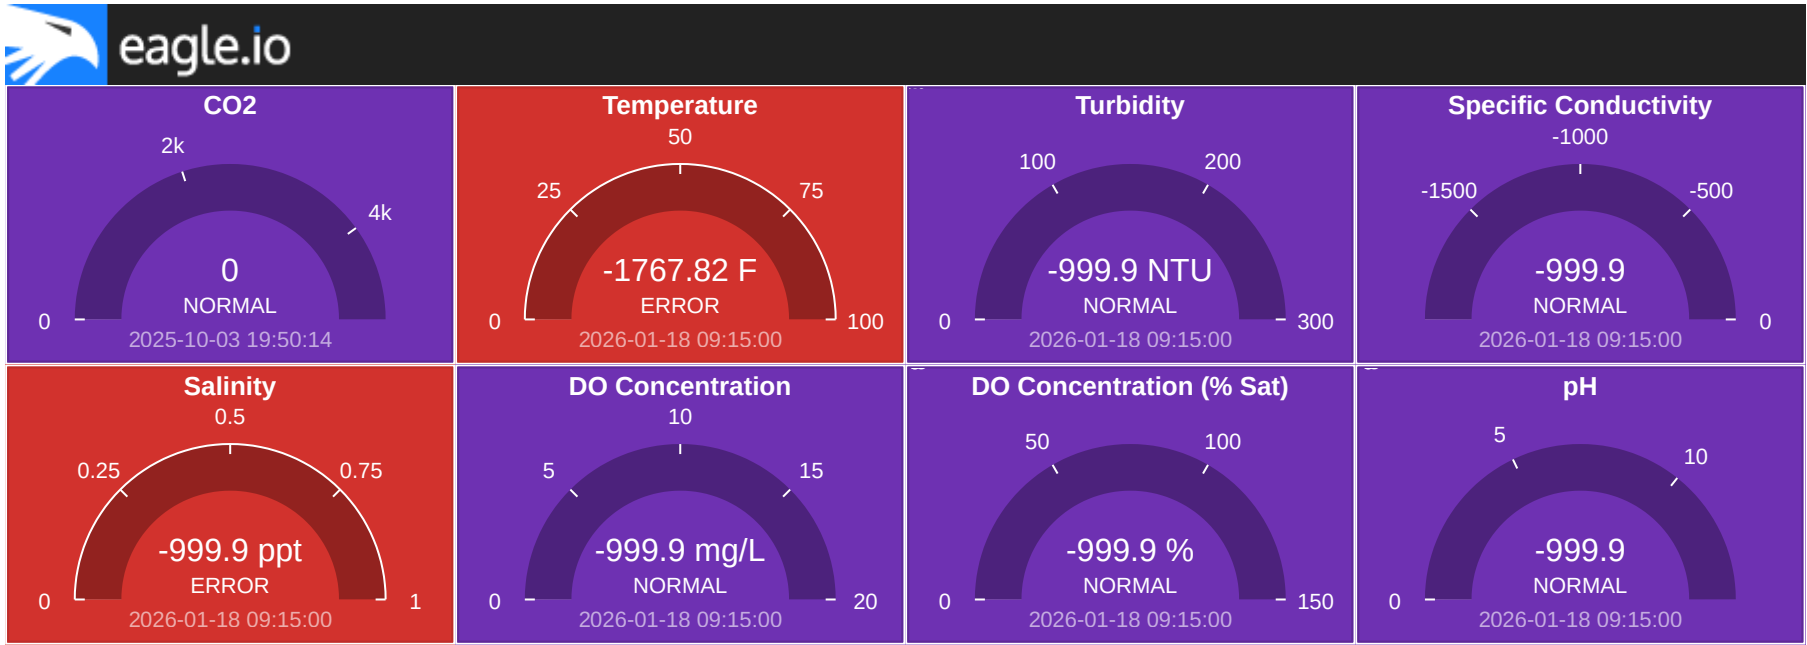 eagle.io
CO2
2k
4k
0
0
NORMAL
2025-10-03 19:50:14
Temperature
50
25
75
-1767.82 F
ERROR
0
100
2026-01-18 09:15:00
Turbidity
100
200
-999.9 NTU
NORMAL
0
300
2026-01-18 09:15:00
Specific Conductivity
-1000
-1500
-500
-999.9
NORMAL
0
2026-01-18 09:15:00
Salinity
0.5
0.25
0.75
-999.9 ppt
ERROR
0
1
2026-01-18 09:15:00
DO Concentration
10
5
15
-999.9 mg/L
NORMAL
0
20
2026-01-18 09:15:00
DO Concentration (% Sat)
50
100
-999.9 %
NORMAL
0
150
2026-01-18 09:15:00
pH
5
10
-999.9
NORMAL
0
2026-01-18 09:15:00